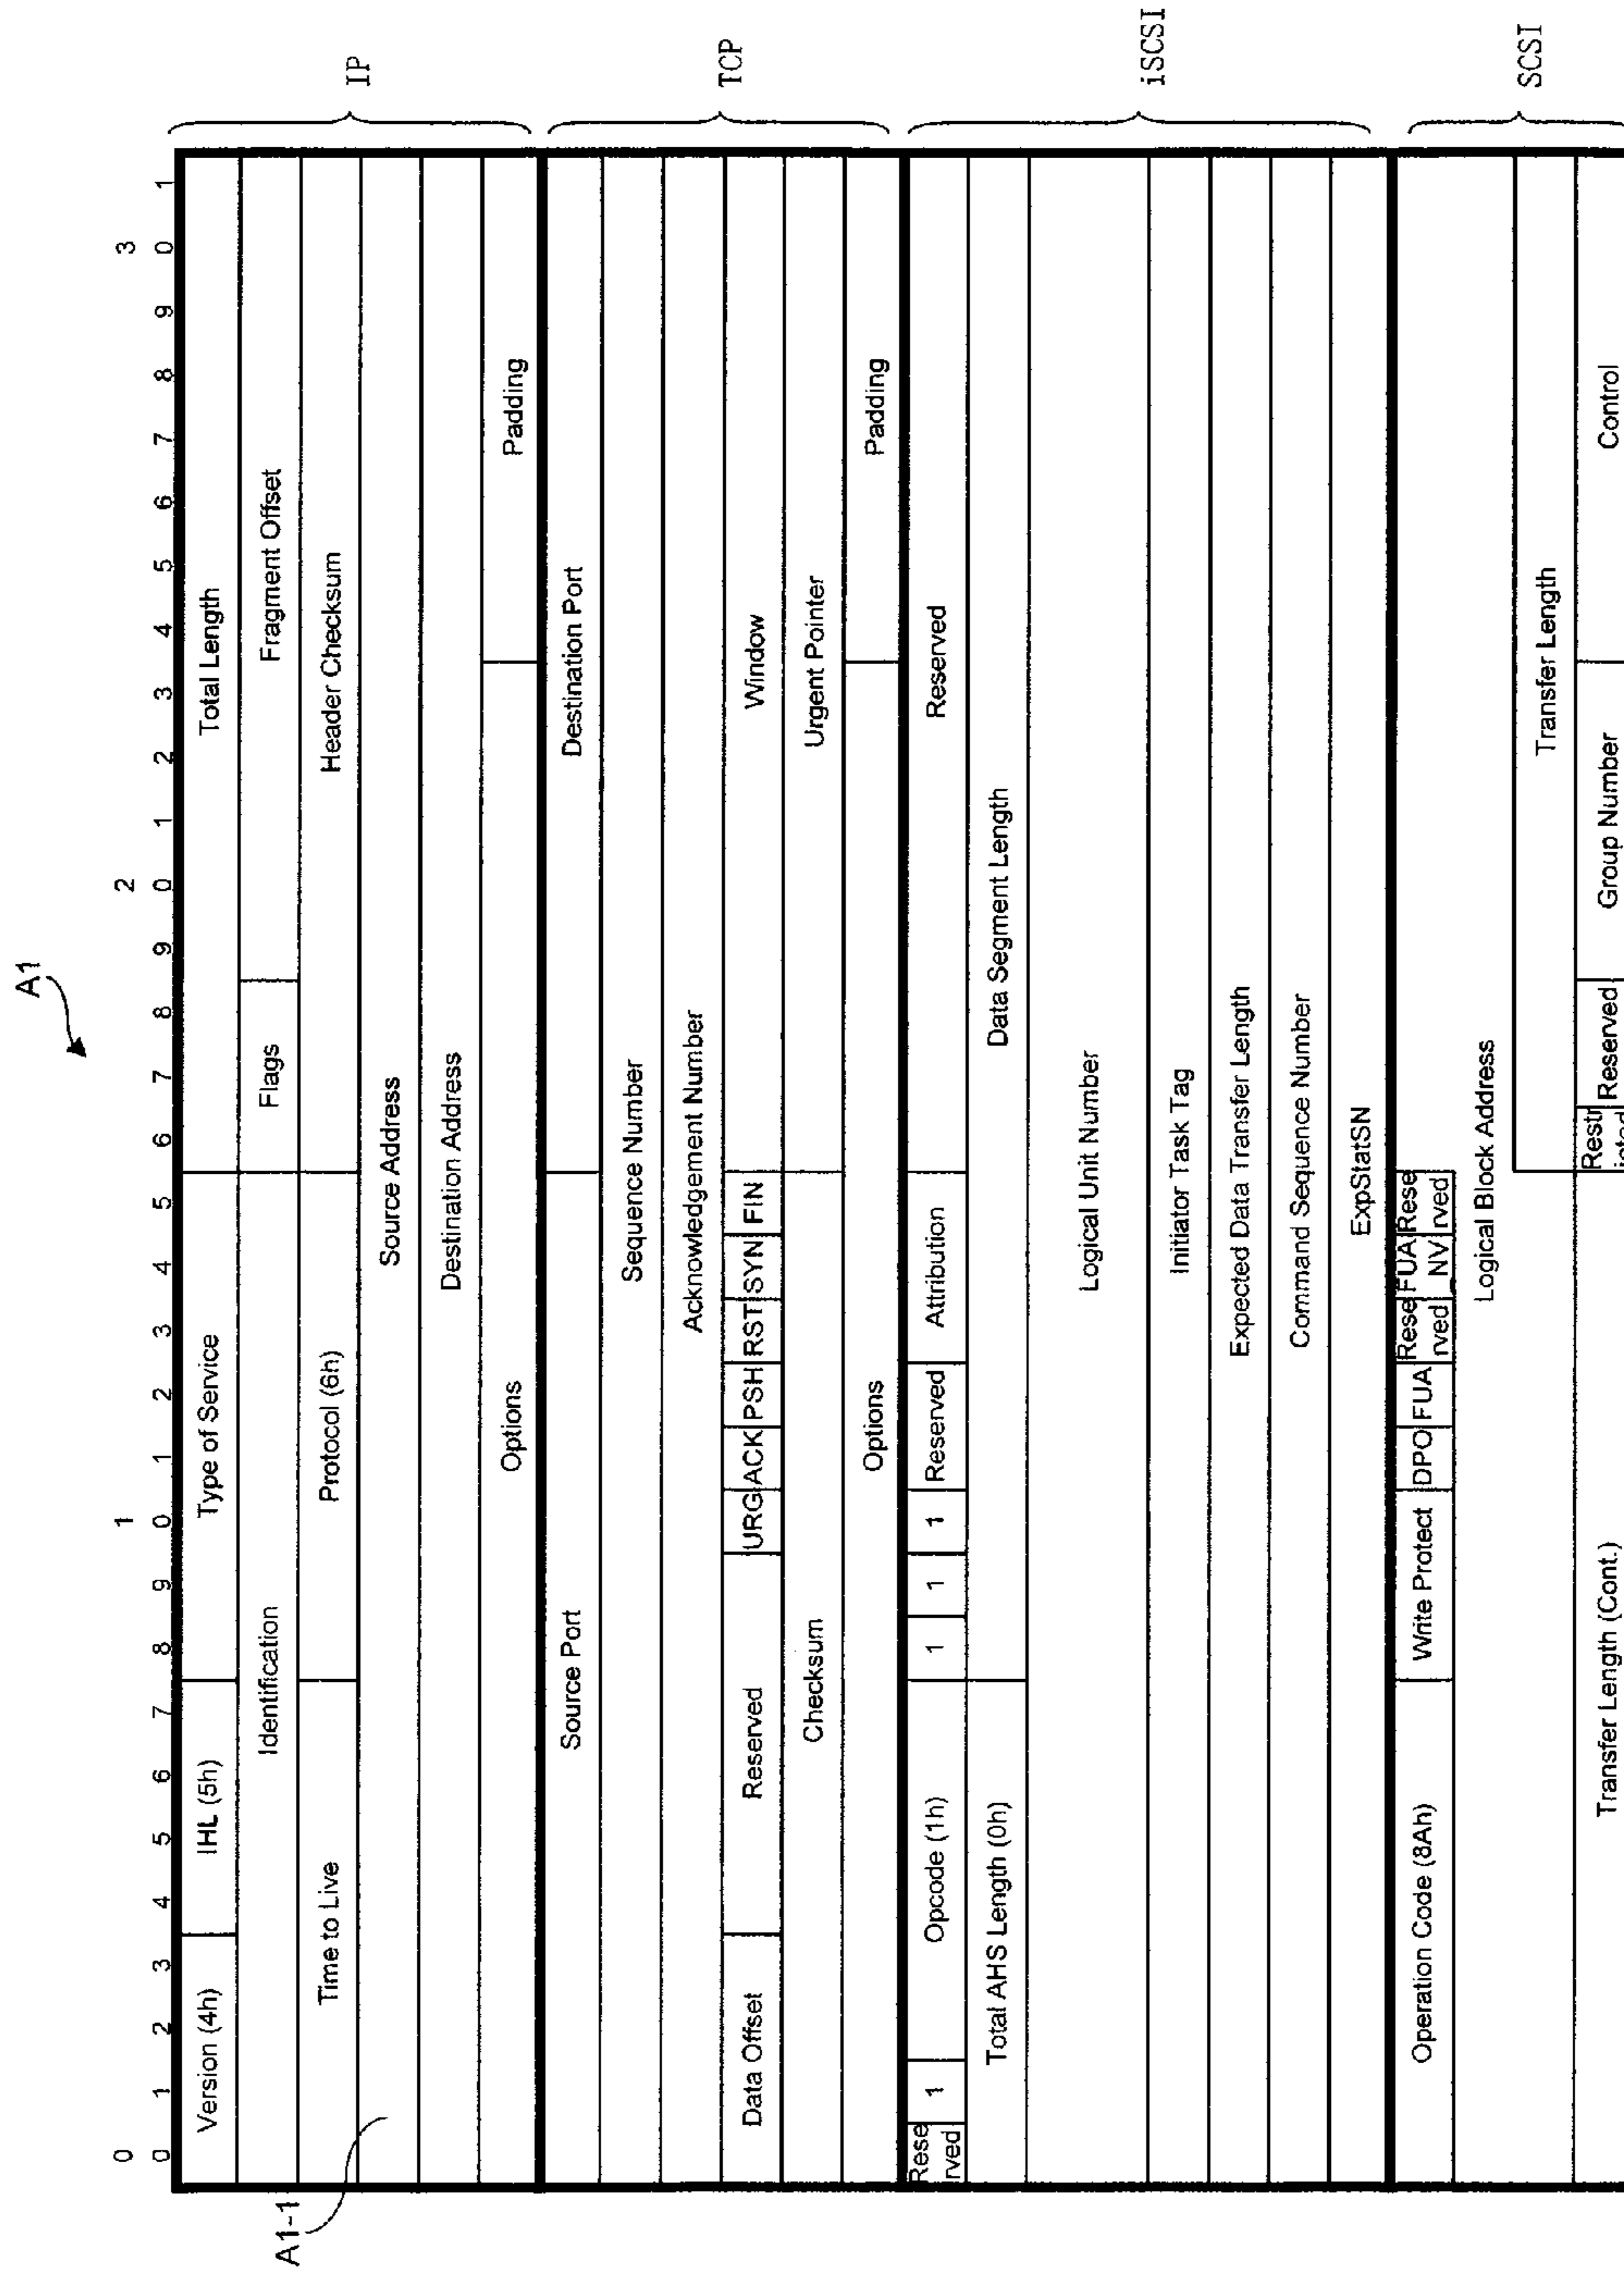 A1
0 1 2 3
0 1 2 3 4 5 6 7 8 9 0 1 2 3 4 5 6 7 8 9 0 1 2 3 4 5 6 7 8 9 0 1
Version (4h) IHL (5h) Type of Service Total Length
Identification Flags Fragment Offset
Time to Live Protocol (6h) Header Checksum
A1-1
Source Address
Destination Address
Options Padding
IP
Source Port Destination Port
Sequence Number
Acknowledgement Number
Data Offset Reserved URG ACK PSH RST SYN FIN Window
Checksum Urgent Pointer
Options Padding
TCP
Rese
rved 1 Opcode (1h) 1 1 1 Reserved Attribution Reserved
Total AHS Length (0h) Data Segment Length
Logical Unit Number
Initiator Task Tag
Expected Data Transfer Length
Command Sequence Number
ExpStatSN
iSCSI
Operation Code (8Ah) Write Protect DPO FUA Rese
rved FUA
NV Rese
rved
Logical Block Address
Transfer Length
Transfer Length (Cont.) Restr
icted Reserved Group Number Control
SCSI